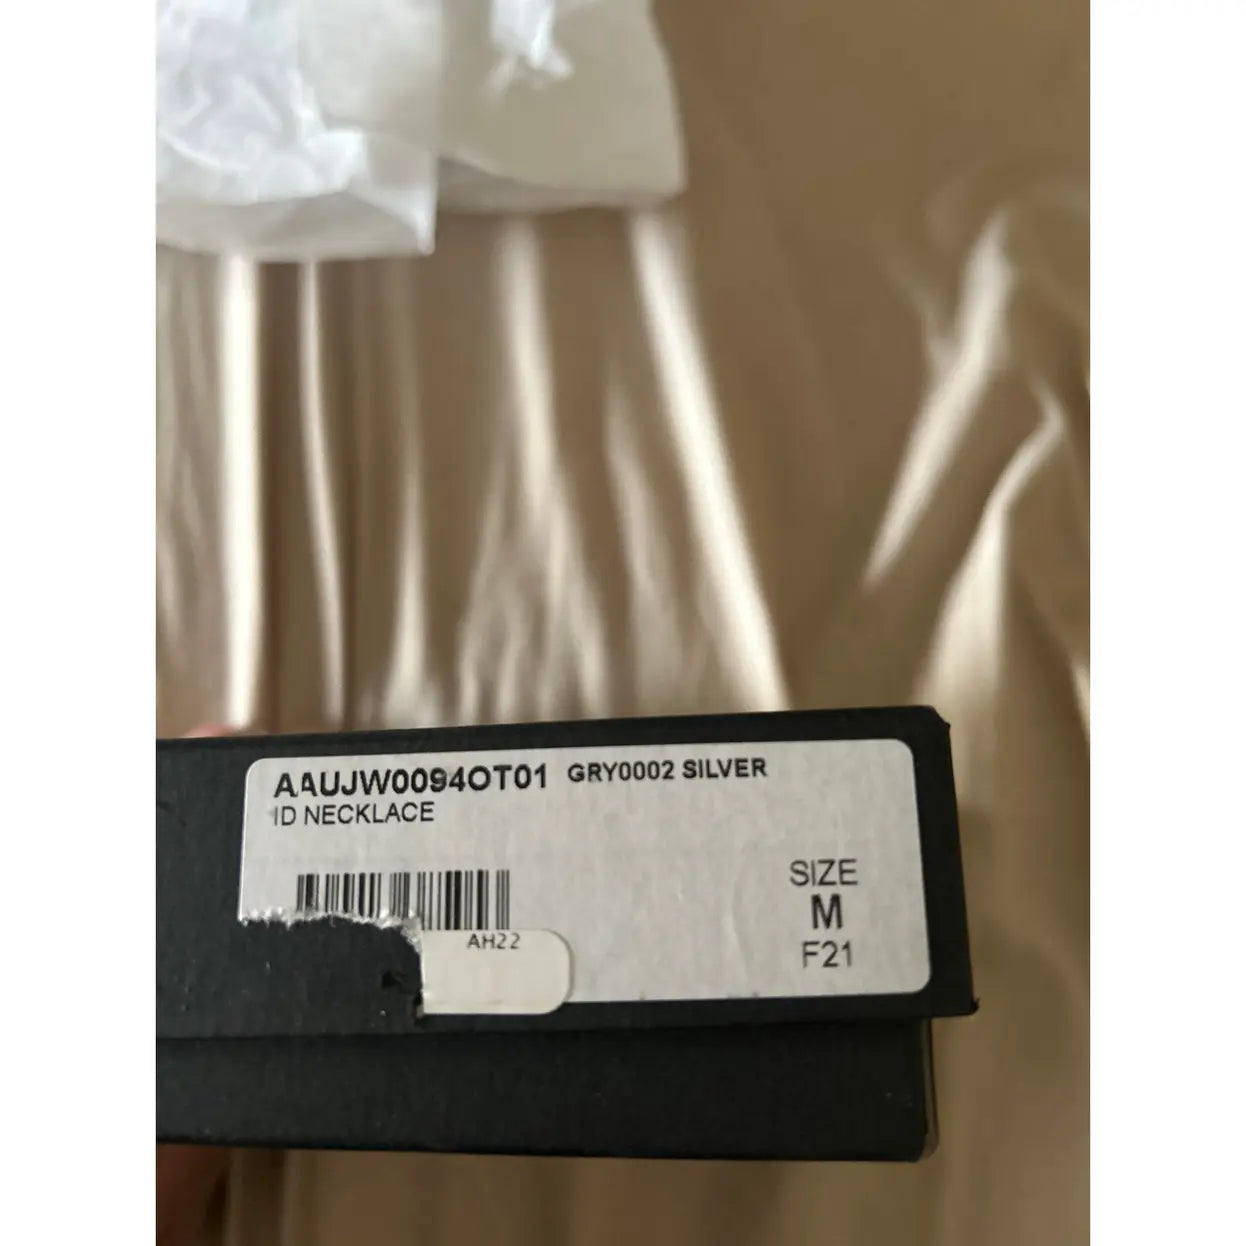 AAUJW0094OT01 GRY0002 SILVER
ID NECKLACE
SIZE
M
F21
AH22